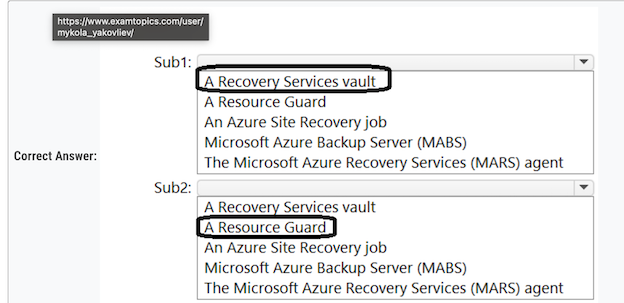 https://www.examtopics.com/user/
mykola_yakovliev/
Sub1:
A Recovery Services vault
A Resource Guard
An Azure Site Recovery job
Microsoft Azure Backup Server (MABS)
The Microsoft Azure Recovery Services (MARS) agent
Correct Answer:
Sub2:
A Recovery Services vault
A Resource Guard
An Azure Site Recovery job
Microsoft Azure Backup Server (MABS)
The Microsoft Azure Recovery Services (MARS) agent